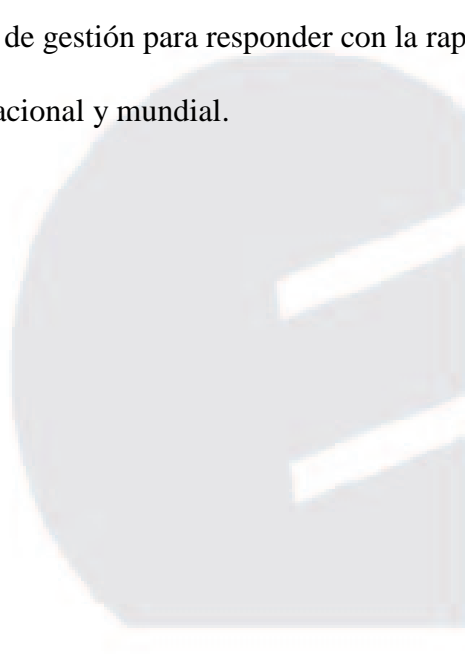 de gestión para responder con la rap
acional y mundial.